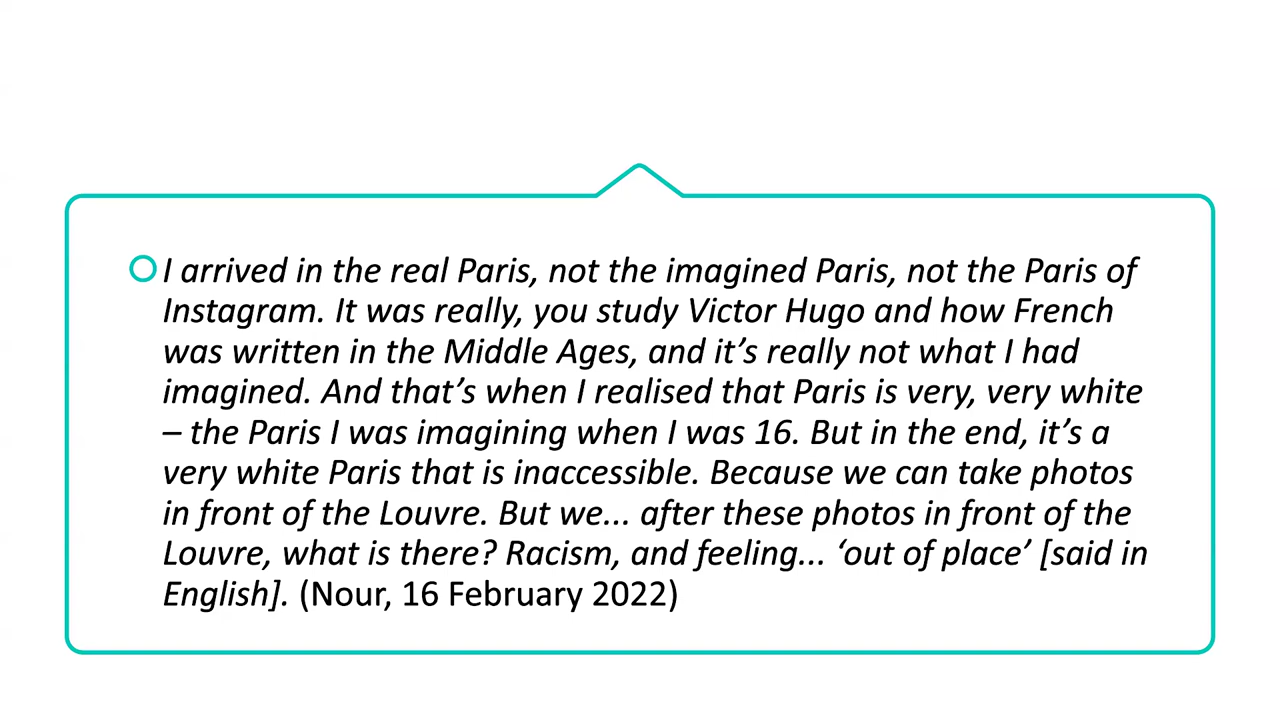 I arrived in the real Paris, not the imagined Paris, not the Paris of
Instagram. It was really, you study Victor Hugo and how French
was written in the Middle Ages, and it’s really not what I had
imagined. And that’s when I realised that Paris is very, very white
– the Paris I was imagining when I was 16. But in the end, it’s a
very white Paris that is inaccessible. Because we can take photos
in front of the Louvre. But we... after these photos in front of the
Louvre, what is there? Racism, and feeling... ‘out of place’ [said in
English]. (Nour, 16 February 2022)